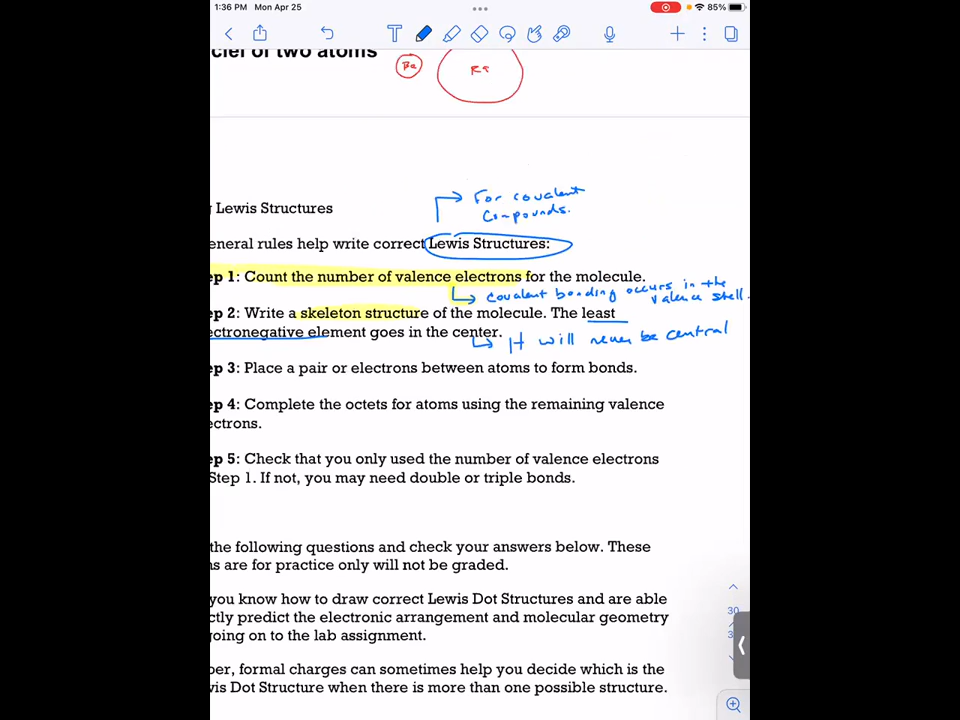 1:36 PM Mon Apr 25
85%
T
clei of two atoms
Ba
Ra
For covalent
compounds.
g Lewis Structures
eneral rules help write correct Lewis Structures:
ep 1: Count the number of valence electrons for the molecule.
covalent bonding occurs in the
valence shell.
ep 2: Write a skeleton structure of the molecule. The least
ectronegative element goes in the center.
It will never be central
ep 3: Place a pair or electrons between atoms to form bonds.
ep 4: Complete the octets for atoms using the remaining valence
ectrons.
ep 5: Check that you only used the number of valence electrons
Step 1. If not, you may need double or triple bonds.
the following questions and check your answers below. These
ns are for practice only will not be graded.
you know how to draw correct Lewis Dot Structures and are able
ctly predict the electronic arrangement and molecular geometry
going on to the lab assignment.
ber, formal charges can sometimes help you decide which is the
wis Dot Structure when there is more than one possible structure.
30